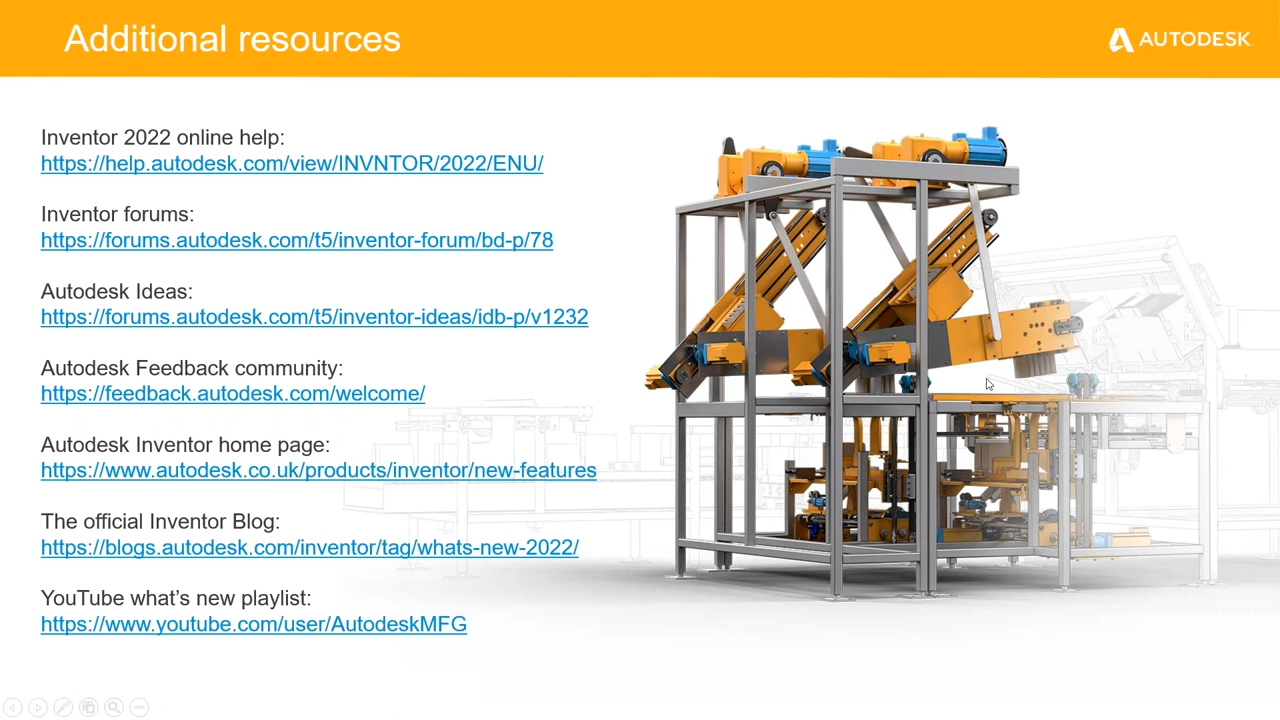 Additional resources
AUTODESK
Inventor 2022 online help:
https://help.autodesk.com/view/INVNTOR/2022/ENU/
Inventor forums:
https://forums.autodesk.com/t5/inventor-forum/bd-p/78
Autodesk Ideas:
https://forums.autodesk.com/t5/inventor-ideas/idb-p/v1232
Autodesk Feedback community:
https://feedback.autodesk.com/welcome/
Autodesk Inventor home page:
https://www.autodesk.co.uk/products/inventor/new-features
The official Inventor Blog:
https://blogs.autodesk.com/inventor/tag/whats-new-2022/
YouTube what’s new playlist:
https://www.youtube.com/user/AutodeskMFG